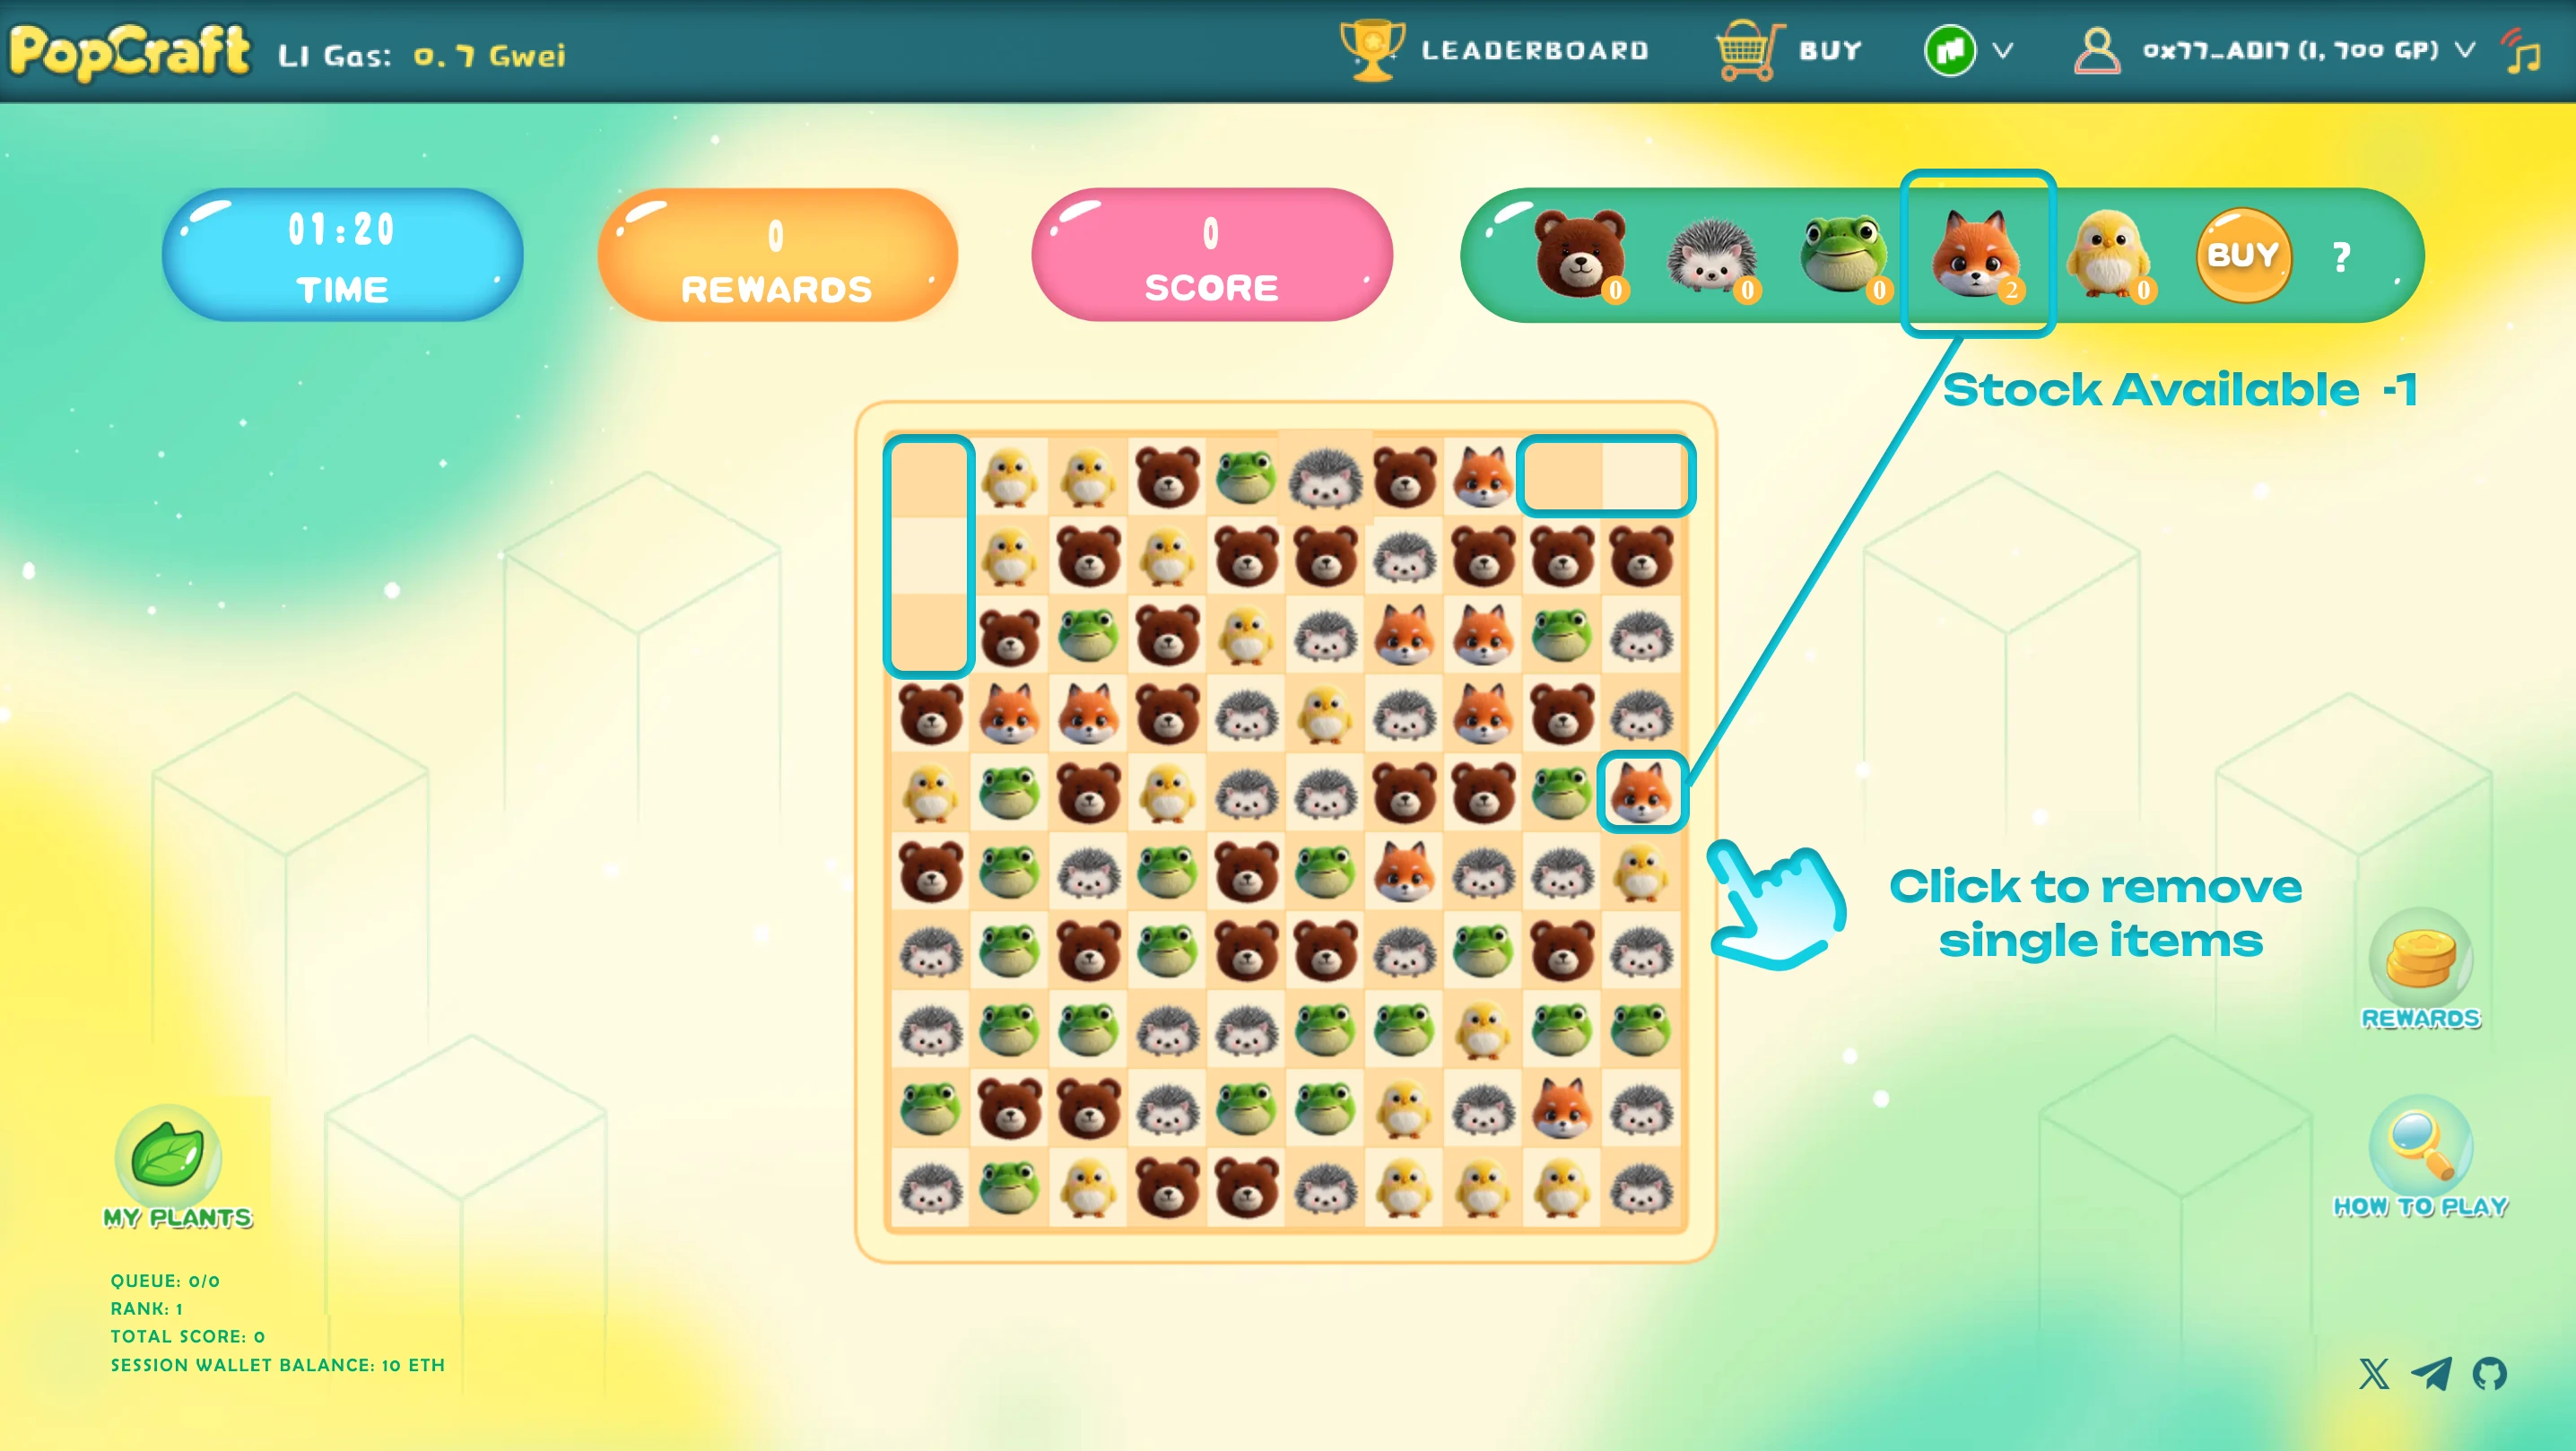 PopCraft
L1 Gas: 0.7 Gwei
LEADERBOARD
BUY
0x77_AD17 (1, 700 GP)
01:20
TIME
0
REWARDS
0
SCORE
0
0
0
2
0
BUY
?
Stock Available -1
Click to remove
single items
REWARDS
MY PLANTS
HOW TO PLAY
QUEUE: 0/0
RANK: 1
TOTAL SCORE: 0
SESSION WALLET BALANCE: 10 ETH